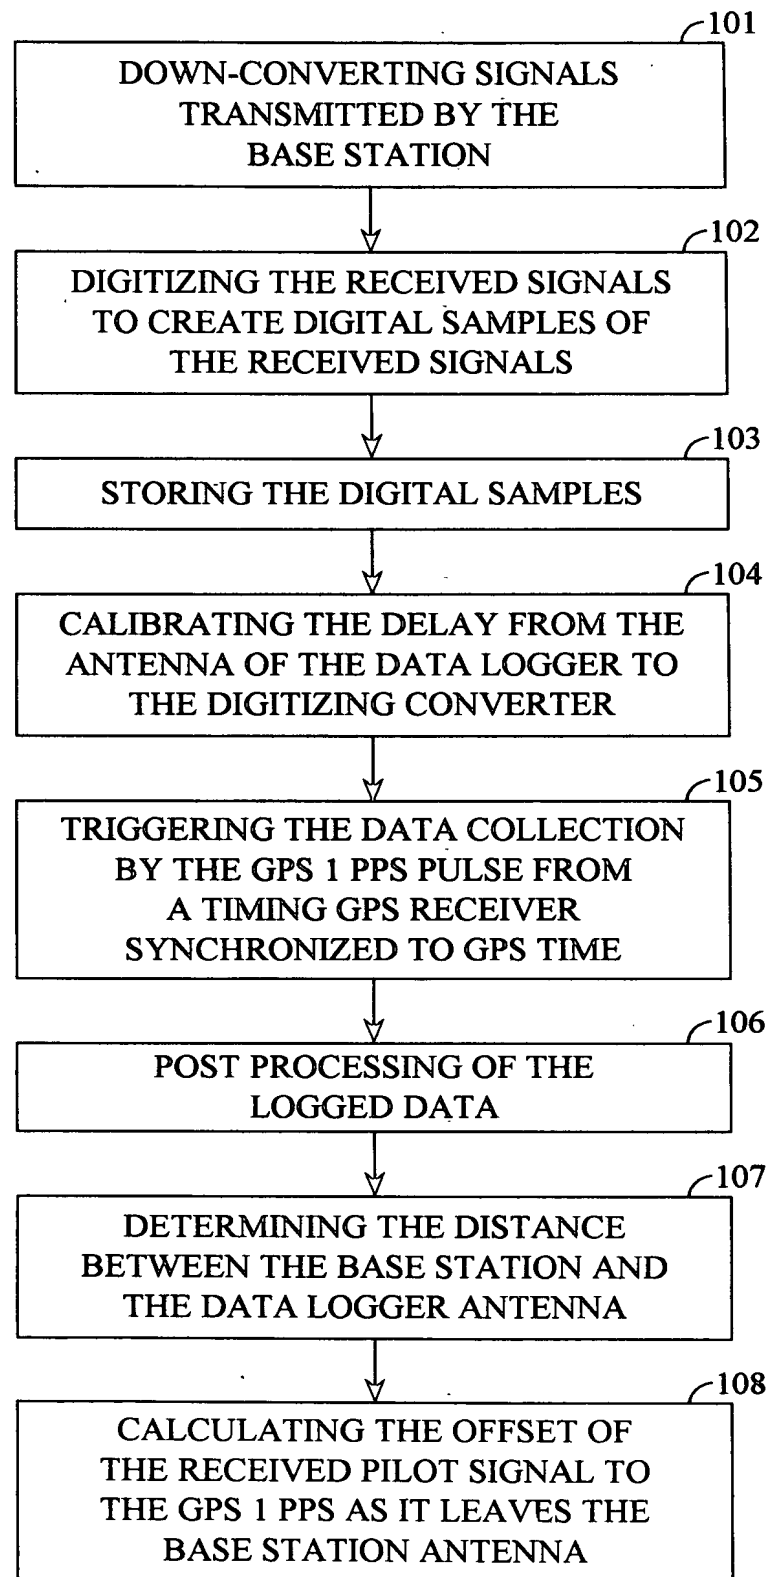 101
DOWN-CONVERTING SIGNALS
TRANSMITTED BY THE
BASE STATION
102
DIGITIZING THE RECEIVED SIGNALS
TO CREATE DIGITAL SAMPLES OF
THE RECEIVED SIGNALS
103
STORING THE DIGITAL SAMPLES
104
CALIBRATING THE DELAY FROM THE
ANTENNA OF THE DATA LOGGER TO
THE DIGITIZING CONVERTER
105
TRIGGERING THE DATA COLLECTION
BY THE GPS 1 PPS PULSE FROM
A TIMING GPS RECEIVER
SYNCHRONIZED TO GPS TIME
106
POST PROCESSING OF THE
LOGGED DATA
107
DETERMINING THE DISTANCE
BETWEEN THE BASE STATION AND
THE DATA LOGGER ANTENNA
108
CALCULATING THE OFFSET OF
THE RECEIVED PILOT SIGNAL TO
THE GPS 1 PPS AS IT LEAVES THE
BASE STATION ANTENNA